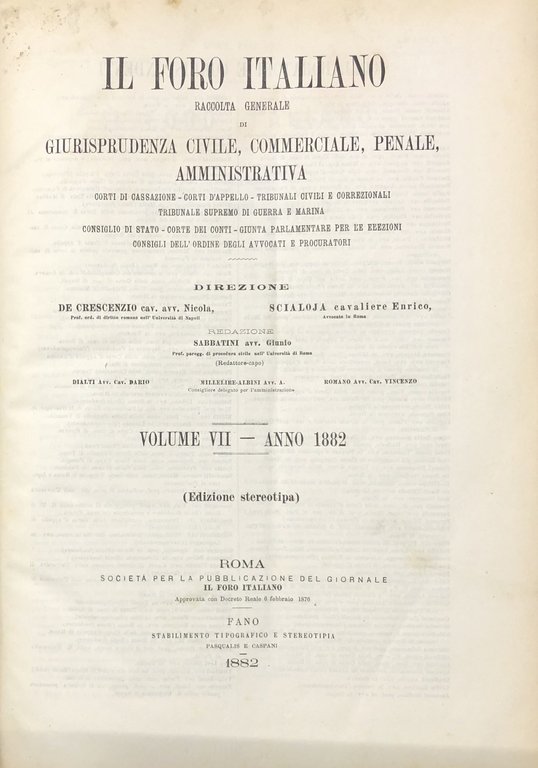 IL FORO ITALIANO
RACCOLTA GENERALE
DI
GIURISPRUDENZA CIVILE, COMMERCIALE, PENALE,
AMMINISTRATIVA
CORTI DI CASSAZIONE - CORTI D'APPELLO - TRIBUNALI CIVILI E CORREZIONALI
TRIBUNALE SUPREMO DI GUERRA E MARINA
CONSIGLIO DI STATO - CORTE DEI CONTI - GIUNTA PARLAMENTARE PER LE ELEZIONI
CONSIGLI DELL'ORDINE DEGLI AVVOCATI E PROCURATORI
DIREZIONE
DE CRESCENZIO cav. avv. Nicola, SCIALOJA cavaliere Enrico,
Prof. ord. di diritto romano nell'Università di Napoli Avvocato in Roma
REDAZIONE
SABBATINI avv. Giunio
Prof. paregg. di procedura civile nell'Università di Roma
(Redattore-capo)
DIALTI Avv. Cav. DARIO MILLELIRE-ALBINI Avv. A. ROMANO Avv. Cav. VINCENZO
Consigliere delegato per l'amministrazione
VOLUME VII — ANNO 1882
(Edizione stereotipa)
ROMA
SOCIETÀ PER LA PUBBLICAZIONE DEL GIORNALE
IL FORO ITALIANO
Approvata con Decreto Reale 6 febbraio 1876
FANO
STABILIMENTO TIPOGRAFICO E STEREOTIPIA
PASQUALIS E CASPANI
1882